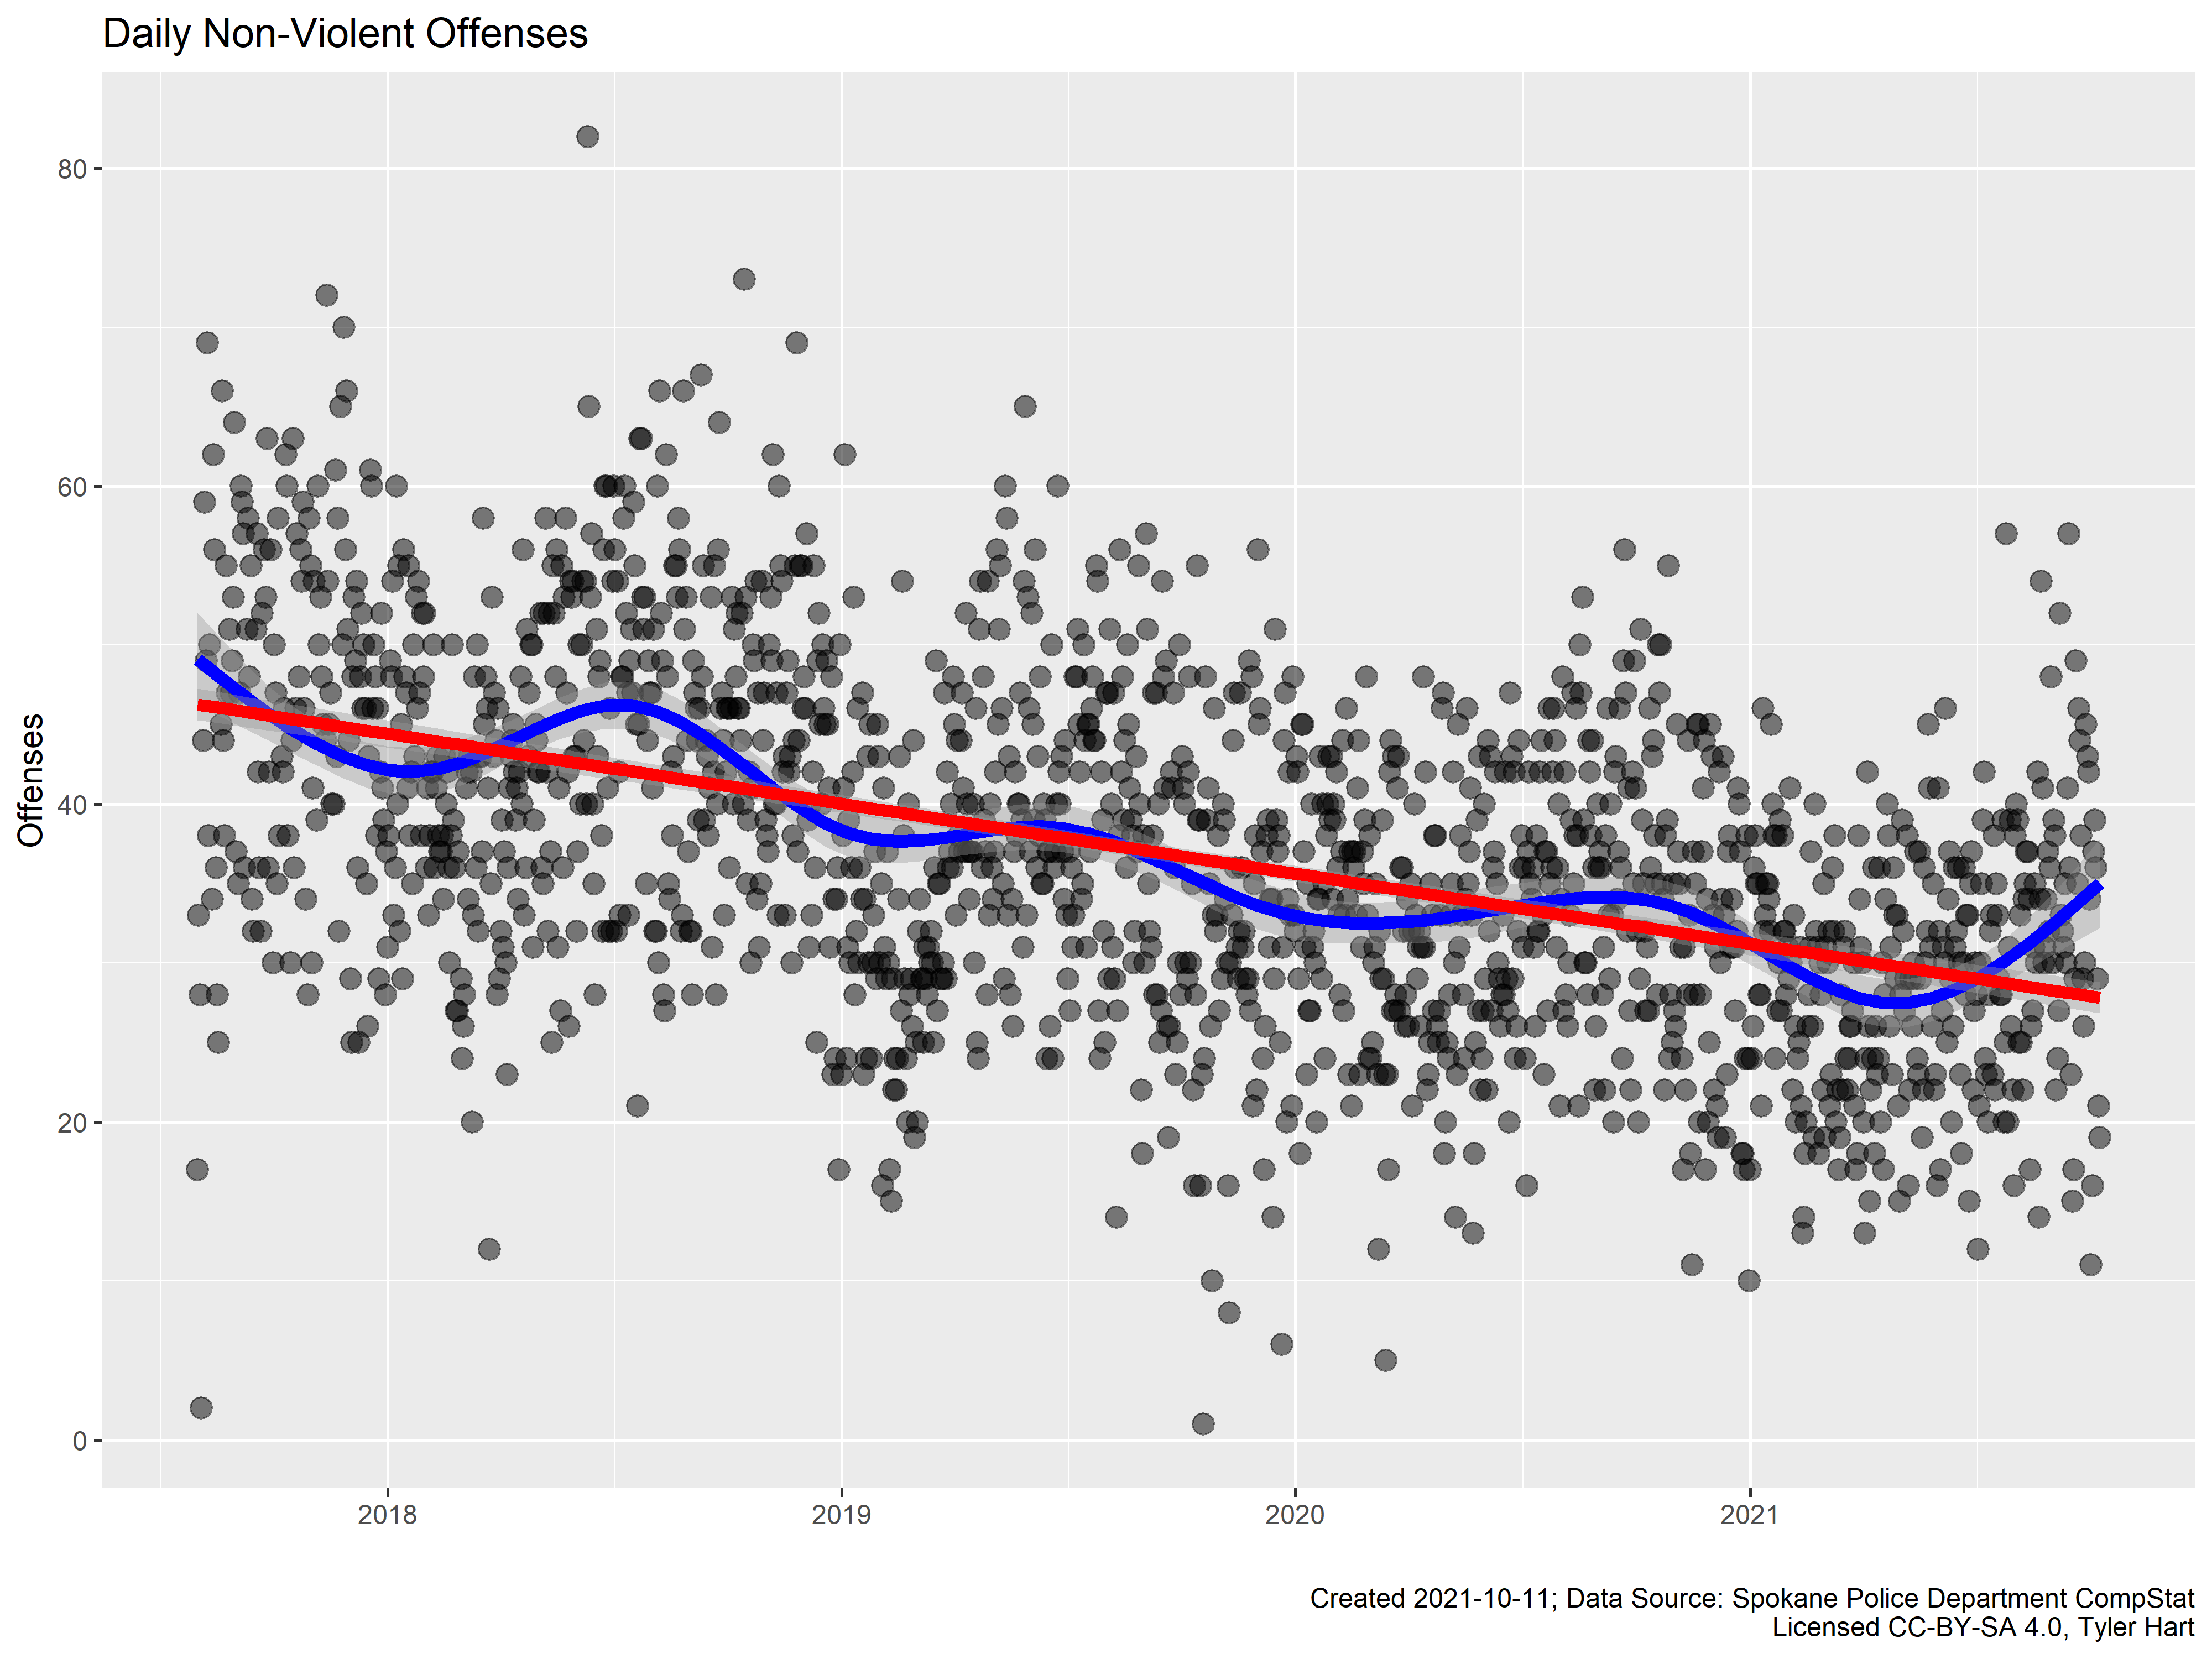 Daily Non-Violent Offenses
Offenses
80
60
40
20
0
2018 2019 2020 2021
Created 2021-10-11; Data Source: Spokane Police Department CompStat
Licensed CC-BY-SA 4.0, Tyler Hart